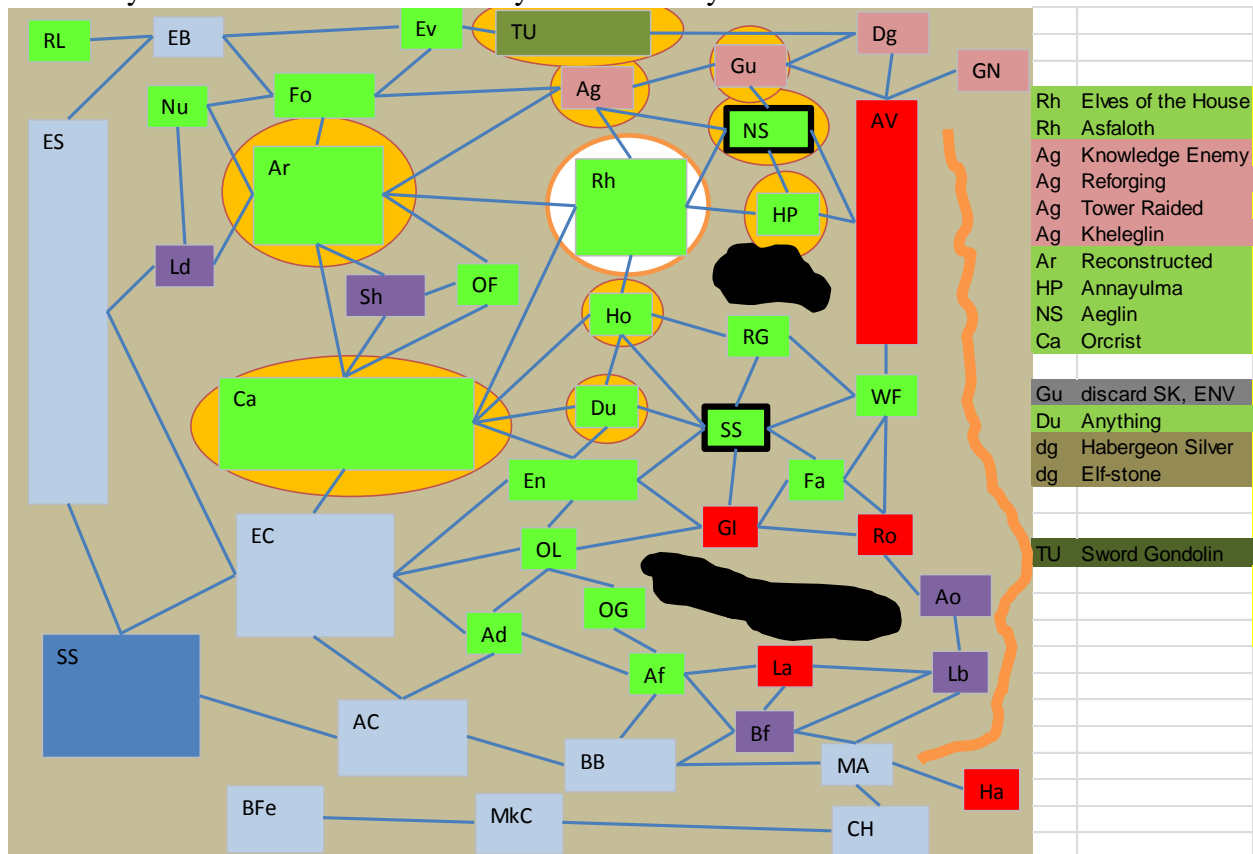 RL
EB
Ev
TU
Dg
GN
Nu
Fo
Ag
Gu
NS
AV
ES
Ar
Rh
HP
Ld
Sh
OF
Ho
RG
Ca
Du
SS
WF
En
Fa
EC
OL
GI
Ro
OG
Ao
SS
Ad
Af
La
Lb
AC
Bf
BB
MA
Ha
BFe
MkC
CH
Rh Elves of the House
Rh Asfaloth
Ag Knowledge Enemy
Ag Reforging
Ag Tower Raided
Ag Kheleglin
Ar Reconstructed
HP Annayulma
NS Aeglin
Ca Orcrist
Gu discard SK, ENV
Du Anything
dg Habergeon Silver
dg Elf-stone
TU Sword Gondolin